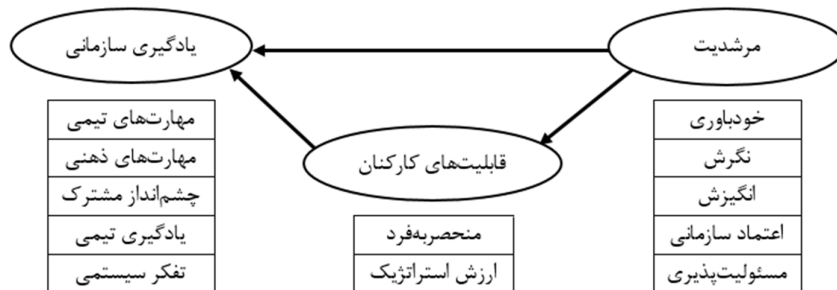 مرشدیت
یادگیری سازمانی
قابلیت‌های کارکنان
خودباوری
نگرش
انگیزش
اعتماد سازمانی
مسئولیت‌پذیری
منحصربه‌فرد
ارزش استراتژیک
مهارت‌های تیمی
مهارت‌های ذهنی
چشم‌انداز مشترک
یادگیری تیمی
تفکر سیستمی